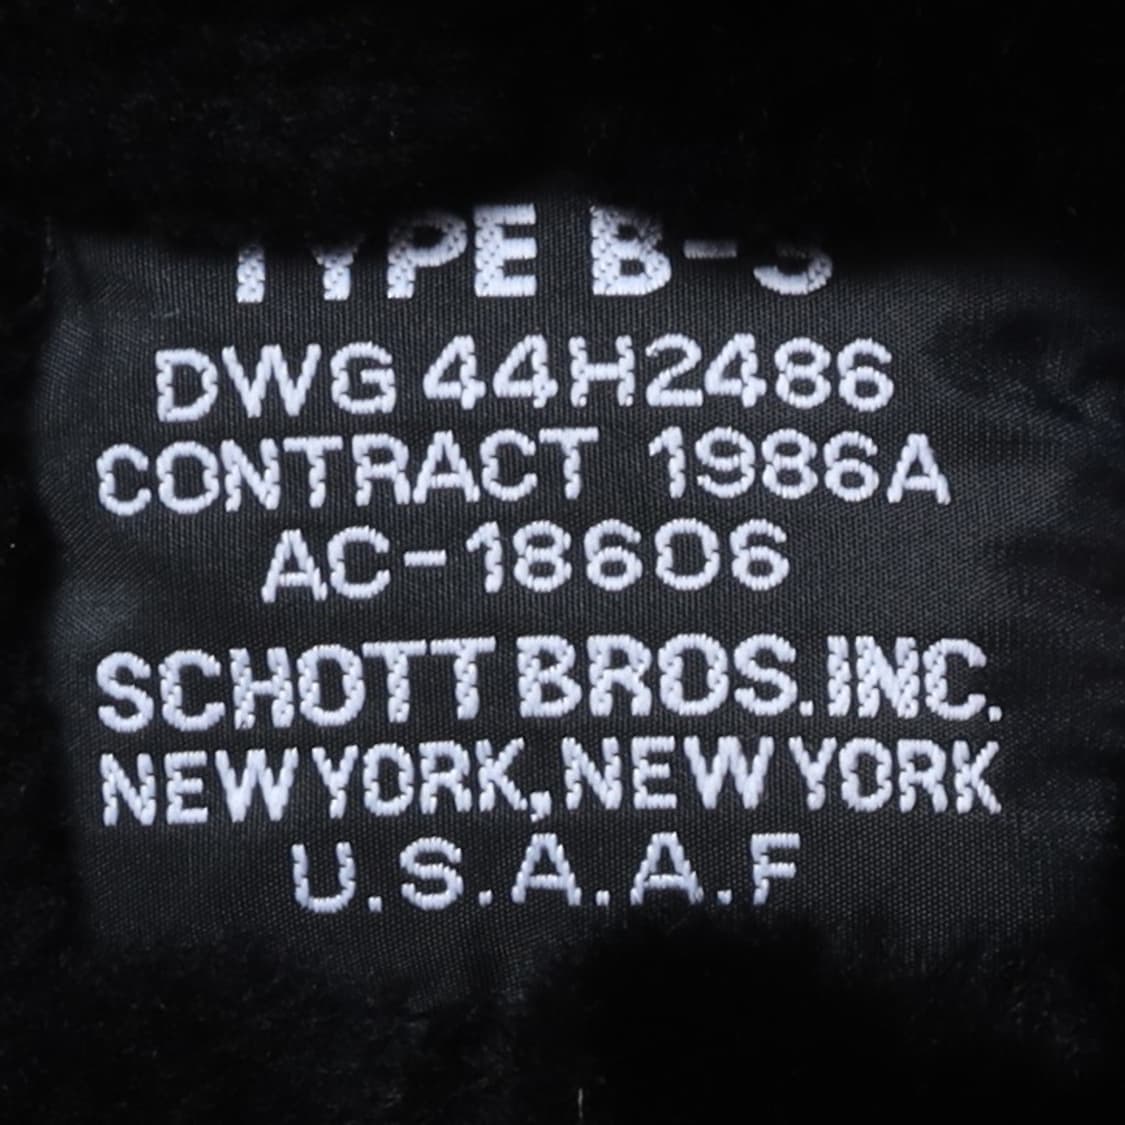 TYPE B-3
DWG 44H2486
CONTRACT 1986A
AC-18606
SCHOTT BROS. INC.
NEW YORK, NEW YORK
U.S.A.A.F